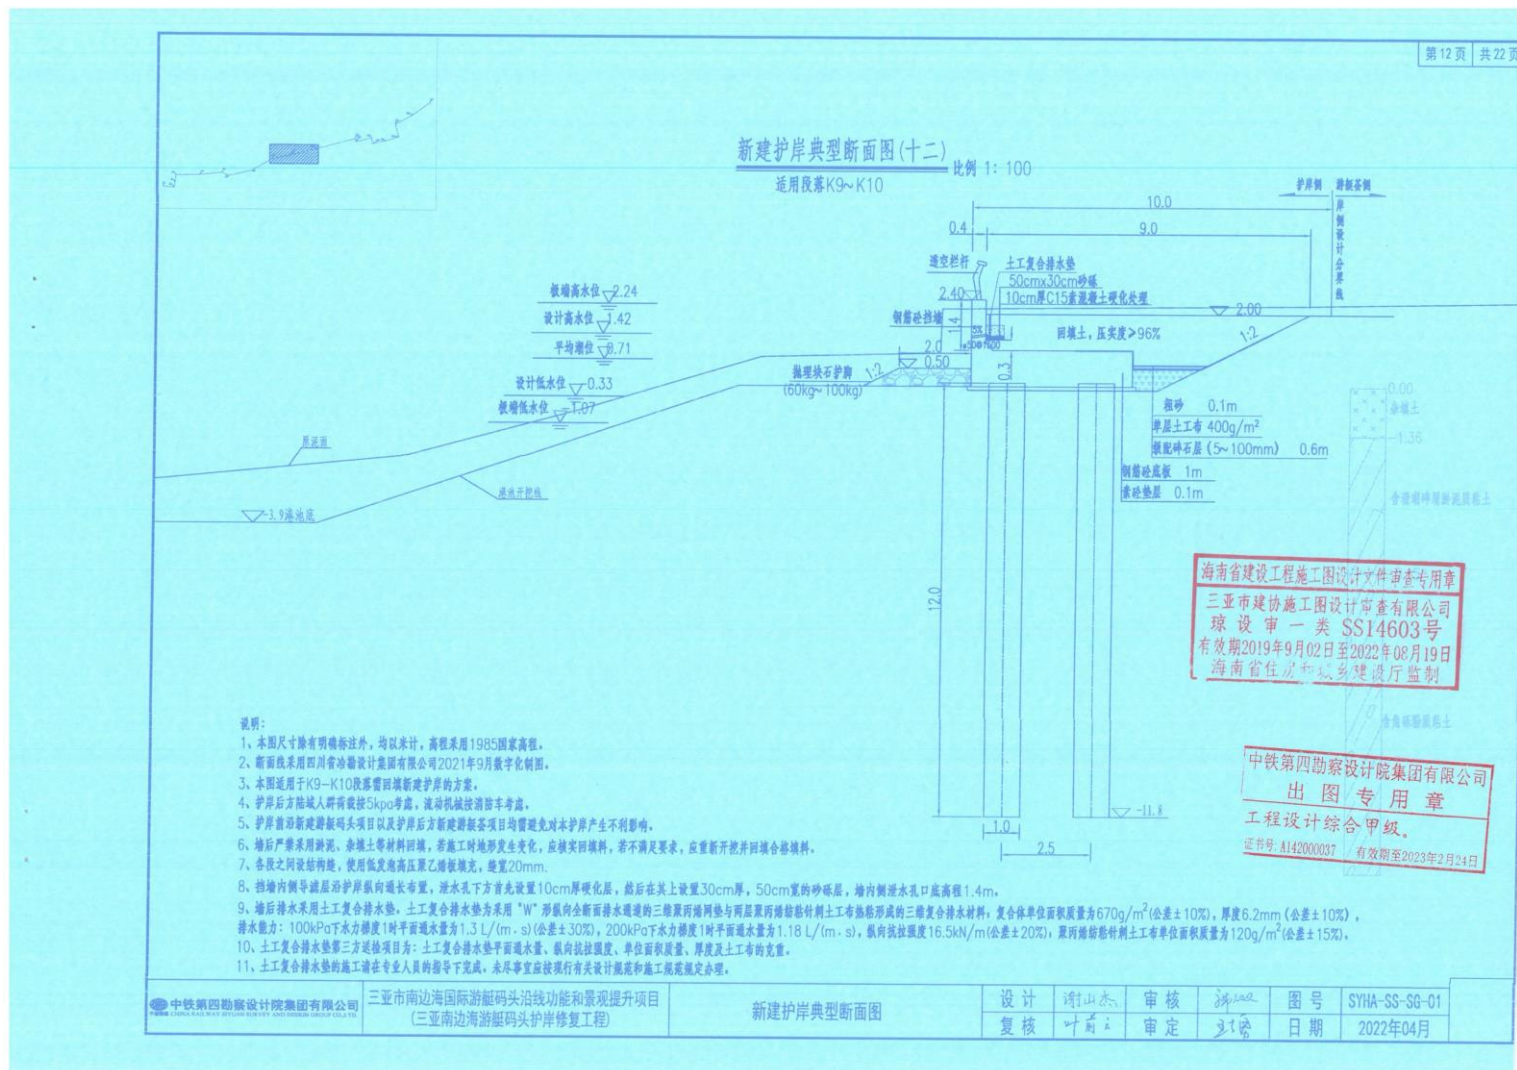 第12页 共22页
新建护岸典型断面图(十二) 比例 1: 100
适用段落K9~K10
护岸侧 游艇荟侧
岸侧设计分界线
10.0
0.4 9.0
透空栏杆
土工复合排水垫
50cmx30cm砂砾
10cm厚C15素混凝土硬化处理
2.40
2.00
极端高水位 2.24
设计高水位 1.42
平均潮位 0.71
设计低水位 -0.33
极端低水位 -1.07
钢筋砼挡墙
1.4
5%
2.0
0.50
0.3
回填土，压实度≥96%
1:2
抛理块石护脚
(60kg~100kg)
1:2
原泥面
港池开挖线
-3.9港池底
粗砂 0.1m
单层土工布 400g/m²
级配碎石层 (5~100mm) 0.6m
钢筋砼底板 1m
素砼垫层 0.1m
0.00
杂填土
-1.36
12.0
-11.8
1.0
2.5
海南省建设工程施工图设计文件审查专用章
三亚市建协施工图设计审查有限公司
琼设审一类 SS14603号
有效期2019年9月02日至2022年08月19日
海南省住房和城乡建设厅监制
中铁第四勘察设计院集团有限公司
出图专用章
工程设计综合甲级。
证书号: A142000037 有效期至2023年2月24日
说明：
1、本图尺寸除有明确标注外，均以米计，高程采用1985国家高程。
2、断面线采用四川省冶勘设计集团有限公司2021年9月数字化制图。
3、本图适用于K9-K10段落需回填新建护岸的方案。
4、护岸后方陆域人群荷载按5kpa考虑，流动机械按消防车考虑。
5、护岸前沿新建游艇码头项目以及护岸后方新建游艇荟项目均需避免对本护岸产生不利影响。
6、墙后严禁采用淤泥、杂填土等材料回填，若施工时地形发生变化，应核实回填料，若不满足要求，应重新开挖并回填合格填料。
7、各段之间设结构缝，使用低发泡高压聚乙烯板填充，缝宽20mm.
8、挡墙内侧导滤层沿护岸纵向通长布置，泄水孔下方首先设置10cm厚硬化层，然后在其上设置30cm厚，50cm宽的砂砾层，墙内侧泄水孔口底高程1.4m。
9、墙后排水采用土工复合排水垫，土工复合排水垫为采用"W"形纵向全断面排水通道的三维聚丙烯网垫与两层聚丙烯纺粘针刺土工布热粘形成的三维复合排水材料，复合体单位面积质量为670g/m²(公差±10%)，厚度6.2mm(公差±10%)，
排水能力：100kPa下水力梯度1时平面通水量为1.3 L/(m·s)(公差±30%)，200kPa下水力梯度1时平面通水量为1.18 L/(m·s)，纵向抗拉强度16.5kN/m(公差±20%)；聚丙烯纺粘针刺土工布单位面积质量为120g/m²(公差±15%)。
10、土工复合排水垫第三方送检项目为：土工复合排水垫平面通水量、纵向抗拉强度、单位面积质量、厚度及土工布的克重。
11、土工复合排水垫的施工请在专业人员的指导下完成。未尽事宜应按现行有关设计规范和施工规范规定办理。
中铁第四勘察设计院集团有限公司
CHINA RAILWAY SIYUAN SURVEY AND DESIGN GROUP CO.,LTD.
三亚市南边海国际游艇码头沿线功能和景观提升项目
(三亚南边海游艇码头护岸修复工程)
新建护岸典型断面图
设计 谢山杰 审核 图号 SYHA-SS-SG-01
复核 审定 日期 2022年04月